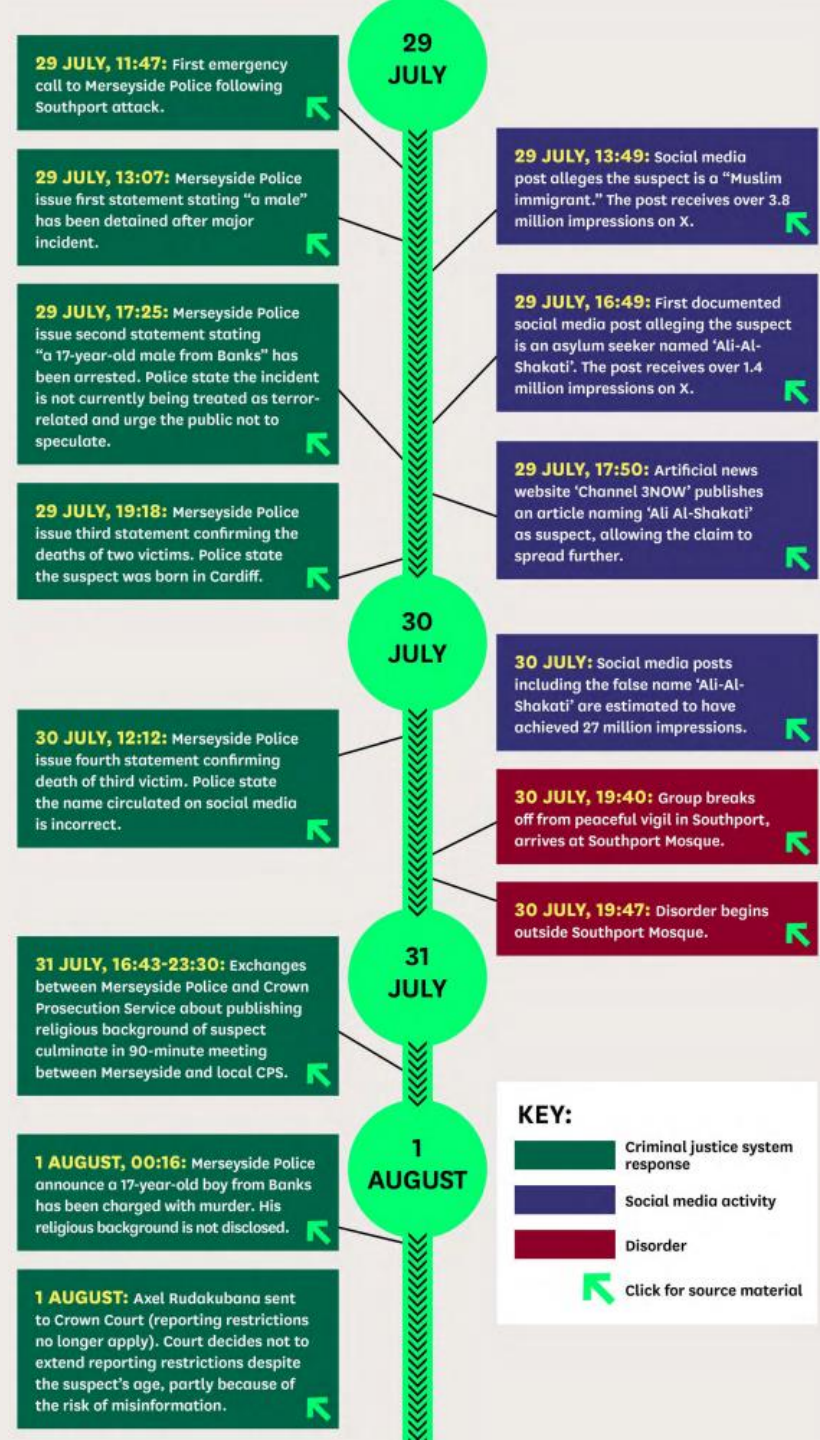 29
JULY
29 JULY, 11:47: First emergency
call to Merseyside Police following
Southport attack.
29 JULY, 13:07: Merseyside Police
issue first statement stating “a male”
has been detained after major
incident.
29 JULY, 13:49: Social media
post alleges the suspect is a “Muslim
immigrant.” The post receives over 3.8
million impressions on X.
29 JULY, 16:49: First documented
social media post alleging the suspect
is an asylum seeker named ‘Ali-Al-
Shakati’. The post receives over 1.4
million impressions on X.
29 JULY, 17:25: Merseyside Police
issue second statement stating
“a 17-year-old male from Banks” has
been arrested. Police state the incident
is not currently being treated as terror-
related and urge the public not to
speculate.
29 JULY, 17:50: Artificial news
website ‘Channel 3NOW’ publishes
an article naming ‘Ali Al-Shakati’
as suspect, allowing the claim to
spread further.
29 JULY, 19:18: Merseyside Police
issue third statement confirming the
deaths of two victims. Police state
the suspect was born in Cardiff.
30
JULY
30 JULY: Social media posts
including the false name ‘Ali-Al-
Shakati’ are estimated to have
achieved 27 million impressions.
30 JULY, 12:12: Merseyside Police
issue fourth statement confirming
death of third victim. Police state
the name circulated on social media
is incorrect.
30 JULY, 19:40: Group breaks
off from peaceful vigil in Southport,
arrives at Southport Mosque.
30 JULY, 19:47: Disorder begins
outside Southport Mosque.
31
JULY
31 JULY, 16:43-23:30: Exchanges
between Merseyside Police and Crown
Prosecution Service about publishing
religious background of suspect
culminate in 90-minute meeting
between Merseyside and local CPS.
1
AUGUST
1 AUGUST, 00:16: Merseyside Police
announce a 17-year-old boy from Banks
has been charged with murder. His
religious background is not disclosed.
1 AUGUST: Axel Rudakubana sent
to Crown Court (reporting restrictions
no longer apply). Court decides not to
extend reporting restrictions despite
the suspect’s age, partly because of
the risk of misinformation.
KEY:
Criminal justice system
response
Social media activity
Disorder
Click for source material